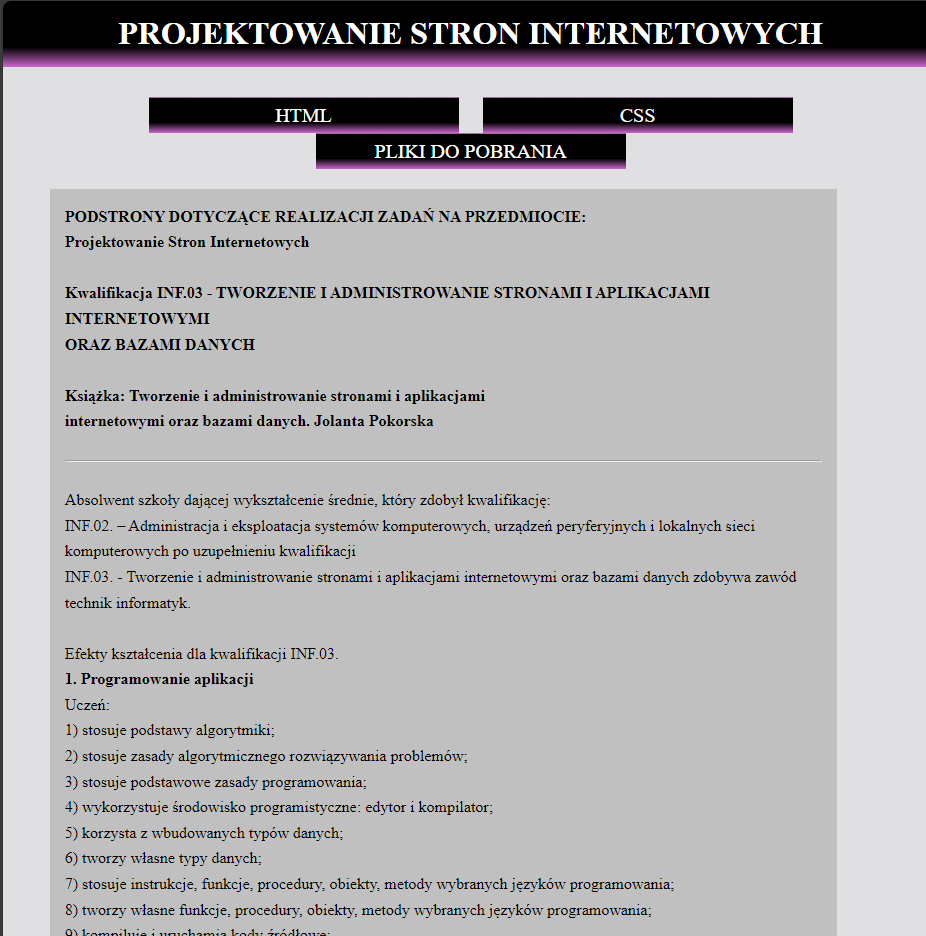 PROJEKTOWANIE STRON INTERNETOWYCH
HTML
CSS
PLIKI DO POBRANIA
PODSTRONY DOTYCZĄCE REALIZACJI ZADAŃ NA PRZEDMIOCIE:
Projektowanie Stron Internetowych
Kwalifikacja INF.03 - TWORZENIE I ADMINISTROWANIE STRONAMI I APLIKACJAMI
INTERNETOWYMI
ORAZ BAZAMI DANYCH
Książka: Tworzenie i administrowanie stronami i aplikacjami
internetowymi oraz bazami danych. Jolanta Pokorska
Absolwent szkoły dającej wykształcenie średnie, który zdobył kwalifikację:
INF.02. – Administracja i eksploatacja systemów komputerowych, urządzeń peryferyjnych i lokalnych sieci
komputerowych po uzupełnieniu kwalifikacji
INF.03. - Tworzenie i administrowanie stronami i aplikacjami internetowymi oraz bazami danych zdobywa zawód
technik informatyk.
Efekty kształcenia dla kwalifikacji INF.03.
1. Programowanie aplikacji
Uczeń:
1) stosuje podstawy algorytmiki;
2) stosuje zasady algorytmicznego rozwiązywania problemów;
3) stosuje podstawowe zasady programowania;
4) wykorzystuje środowisko programistyczne: edytor i kompilator;
5) korzysta z wbudowanych typów danych;
6) tworzy własne typy danych;
7) stosuje instrukcje, funkcje, procedury, obiekty, metody wybranych języków programowania;
8) tworzy własne funkcje, procedury, obiekty, metody wybranych języków programowania;
9) kompiluje i uruchamia kody źródłowe;